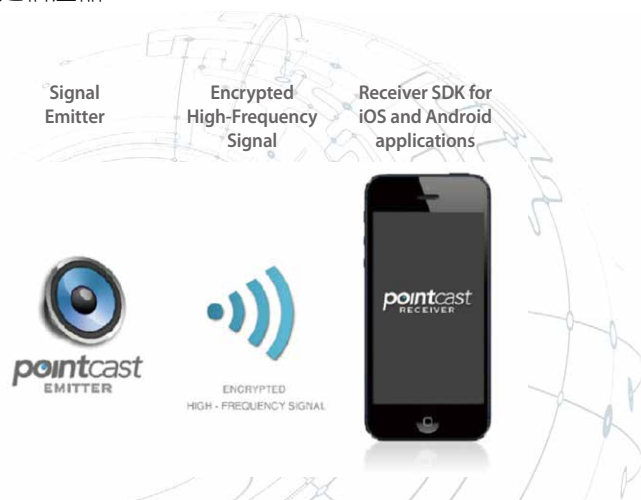 Signal
Emitter
Encrypted
High-Frequency
Signal
Receiver SDK for
iOS and Android
applications
pointcast
EMITTER
ENCRYPTED
HIGH - FREQUENCY SIGNAL
pointcast
RECEIVER